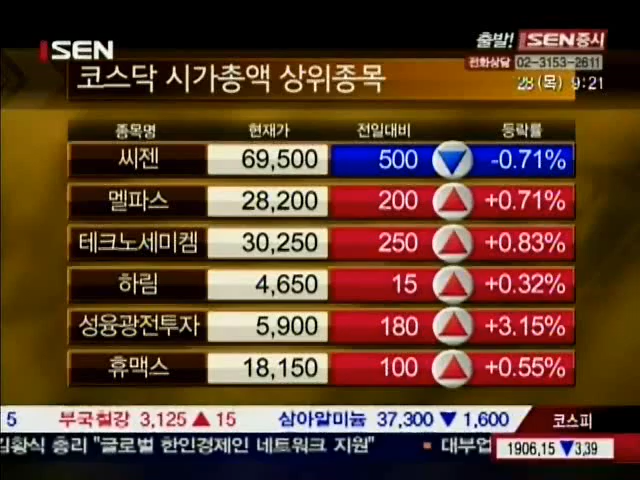 SEN
출발! SEN증시
전화상담 02-3153-2611
코스닥 시가총액 상위종목
28(목) 9:21
종목명 현재가 전일대비 등락률
씨젠 69,500 500 ▼ -0.71%
멜파스 28,200 200 ▲ +0.71%
테크노세미켐 30,250 250 ▲ +0.83%
하림 4,650 15 ▲ +0.32%
성융광전투자 5,900 180 ▲ +3.15%
휴맥스 18,150 100 ▲ +0.55%
5 부국철강 3,125 ▲ 15 삼아알미늄 37,300 ▼ 1,600 코스피
김황식 총리 "글로벌 한인경제인 네트워크 지원" 대부업 1906,15 ▼3,39